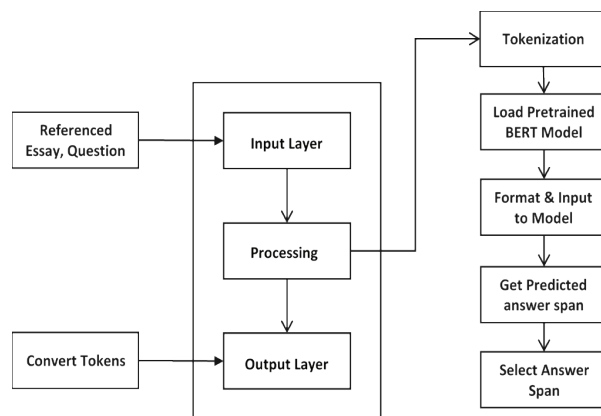 Tokenization
Referenced
Essay, Question
Input Layer
Load Pretrained
BERT Model
Format & Input
to Model
Processing
Get Predicted
answer span
Convert Tokens
Output Layer
Select Answer
Span